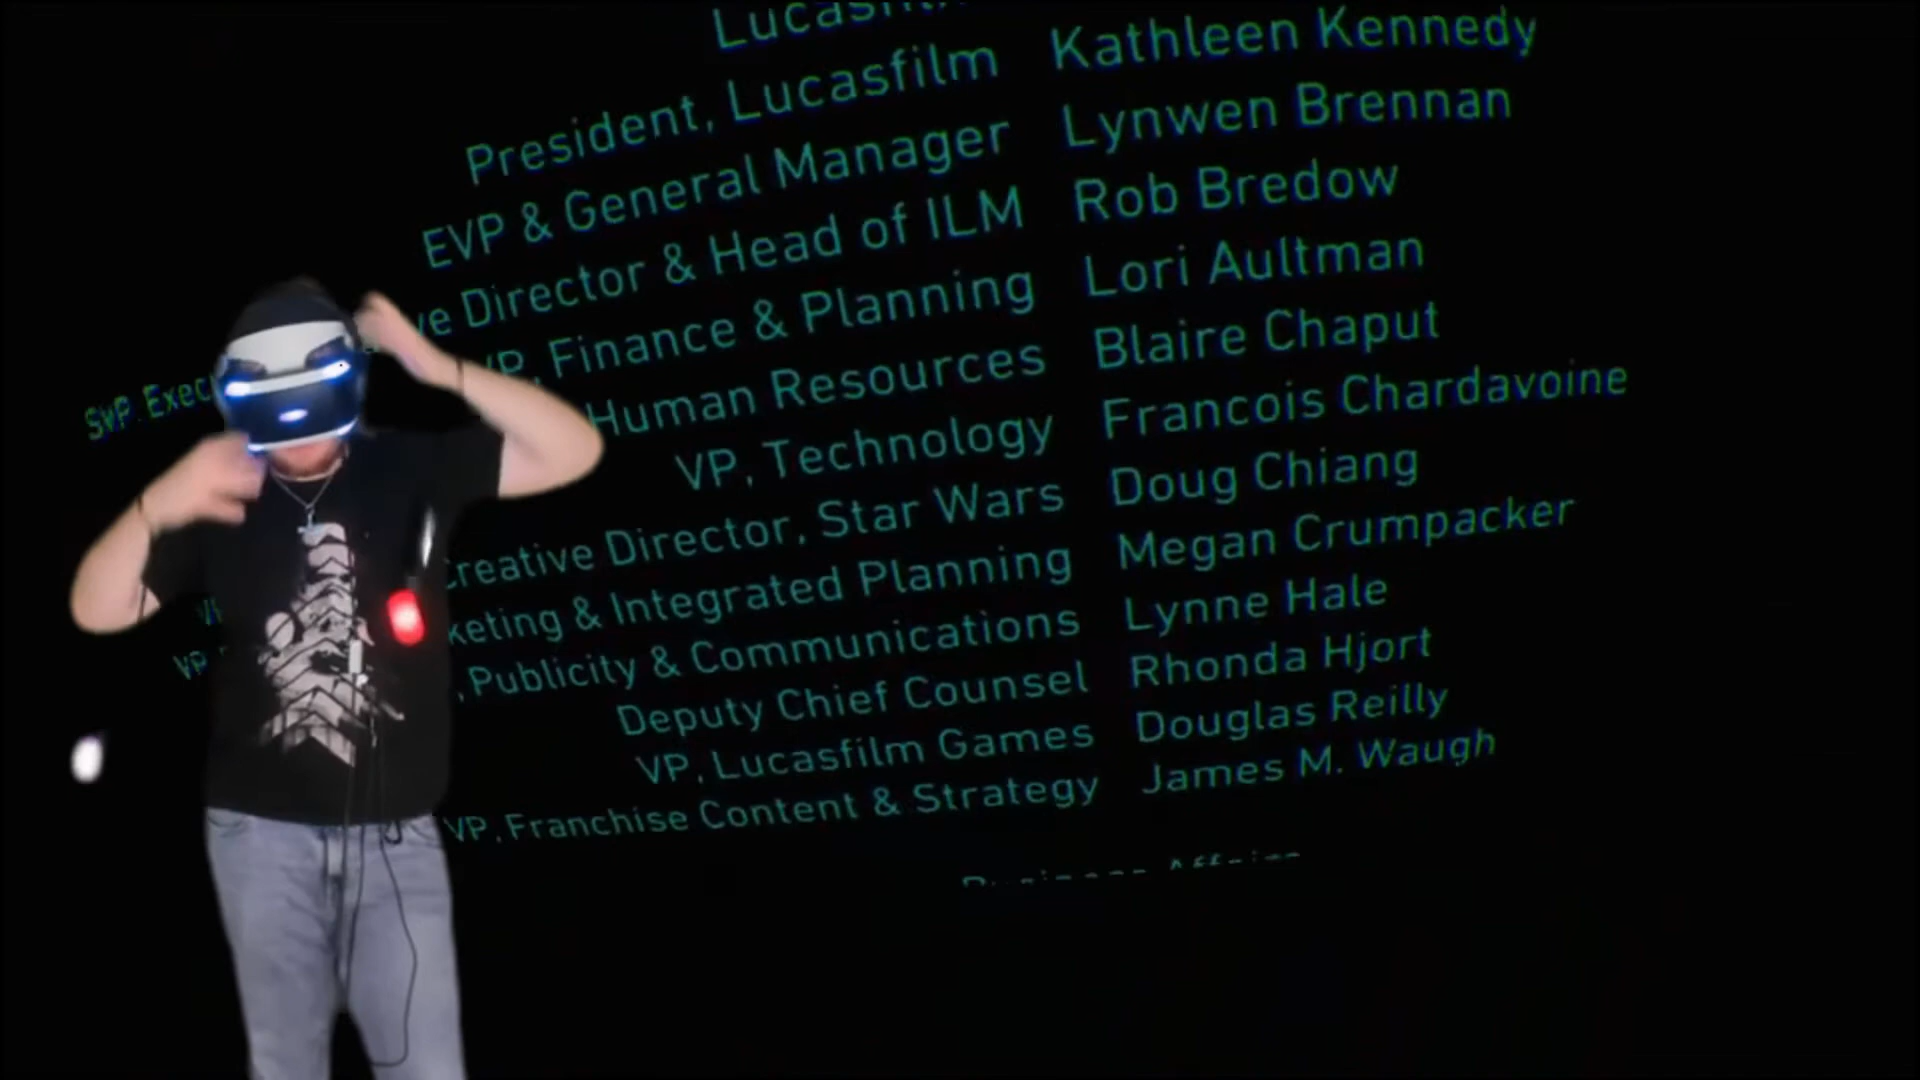 President, Lucasfilm Kathleen Kennedy
EVP & General Manager Lynwen Brennan
SVP, Director & Head of ILM Rob Bredow
Finance & Planning Lori Aultman
Human Resources Blaire Chaput
VP, Technology Francois Chardavoine
Director, Star Wars Doug Chiang
& Integrated Planning Megan Crumpacker
Publicity & Communications Lynne Hale
Deputy Chief Counsel Rhonda Hjort
VP, Lucasfilm Games Douglas Reilly
VP, Franchise Content & Strategy James M. Waugh